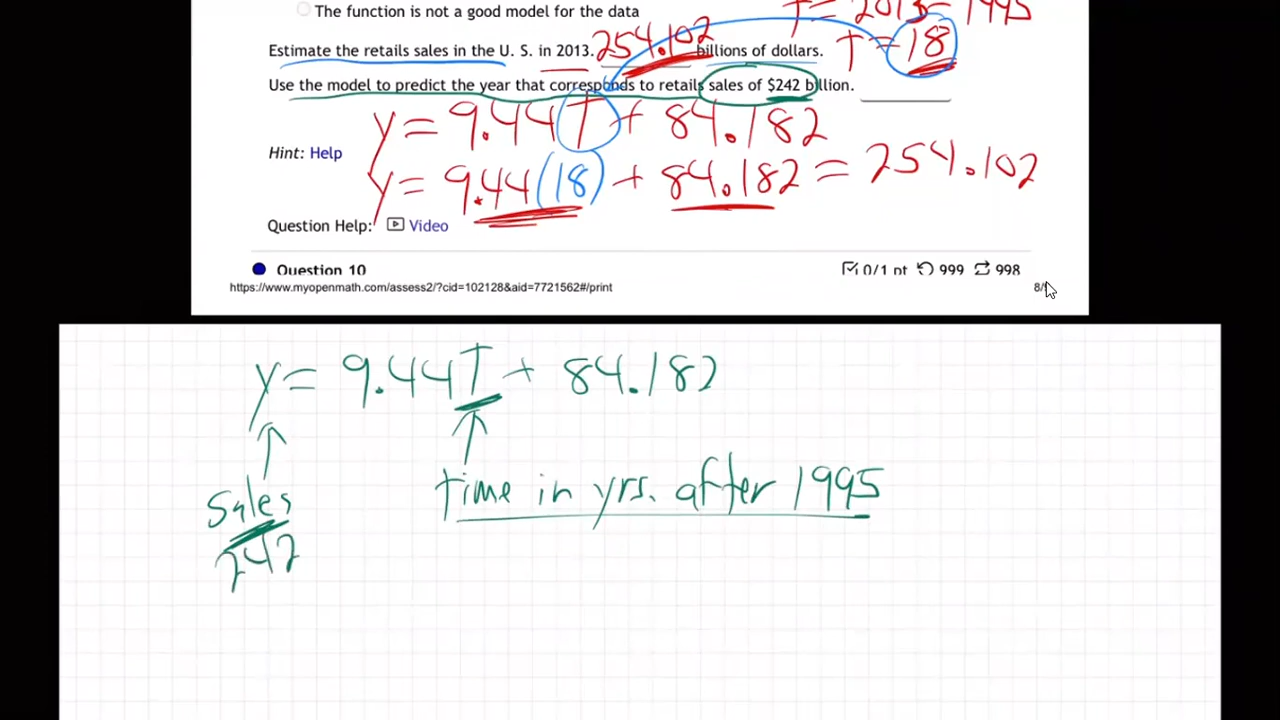 The function is not a good model for the data
T = 2013 - 1995
Estimate the retails sales in the U. S. in 2013. 254.102 billions of dollars.
T = 18
Use the model to predict the year that corresponds to retails sales of $242 billion.
y = 9.44T + 84.182
Hint: Help
y = 9.44(18) + 84.182 = 254.102
Question Help: Video
Question 10 0/1 pt 999 998
https://www.myopenmath.com/assess2/?cid=102128&aid=7721562#/print 8/
y = 9.44T + 84.182
Sales time in yrs. after 1995
242